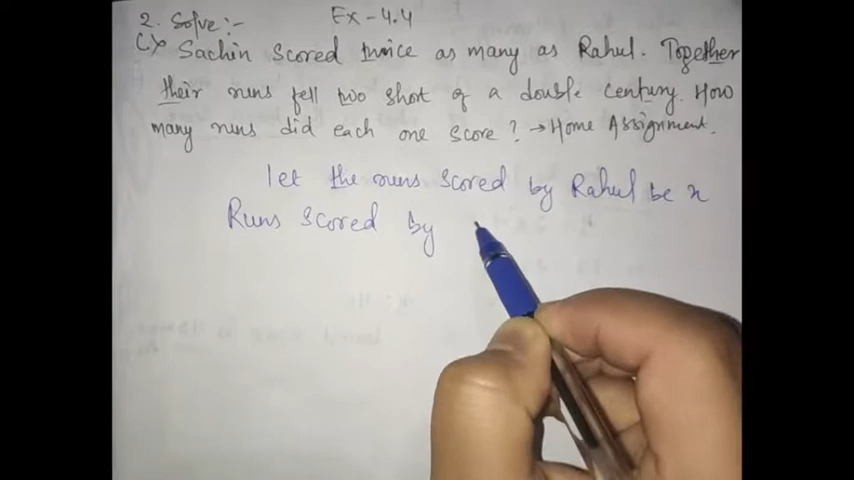 2. Solve:- Ex-4.4
C> Sachin scored twice as many as Rahul. Together
their runs fell two short of a double century. How
many runs did each one score? → Home Assignment.
let the runs scored by Rahul be x
Runs scored by